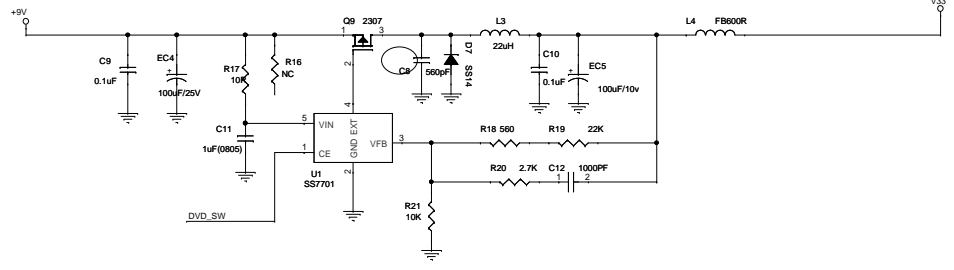 +9V
V33
Q9 2307
L3
L4 FB600R
1
3
22uH
2
D7 SS14
C9
0.1uF
EC4
+
100uF/25V
R17
10R
R16
NC
C8
560pF
C10
0.1uF
EC5
+
100uF/10v
4
C11
1uF(0805)
5
VIN
1
CE
GND
EXT
VFB
3
2
U1
SS7701
R18 560
R19 22K
R20 2.7K
C12 1000PF
1 2
R21
10K
DVD_SW